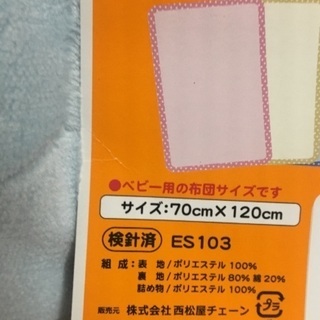 ●ベビー用の布団サイズです
サイズ:70cm×120cm
検針済 ES103
組成:表 地/ポリエステル100%
裏 地/ポリエステル80% 綿20%
詰め物/ポリエステル100%
販売元 株式会社西松屋チェーン
プラ